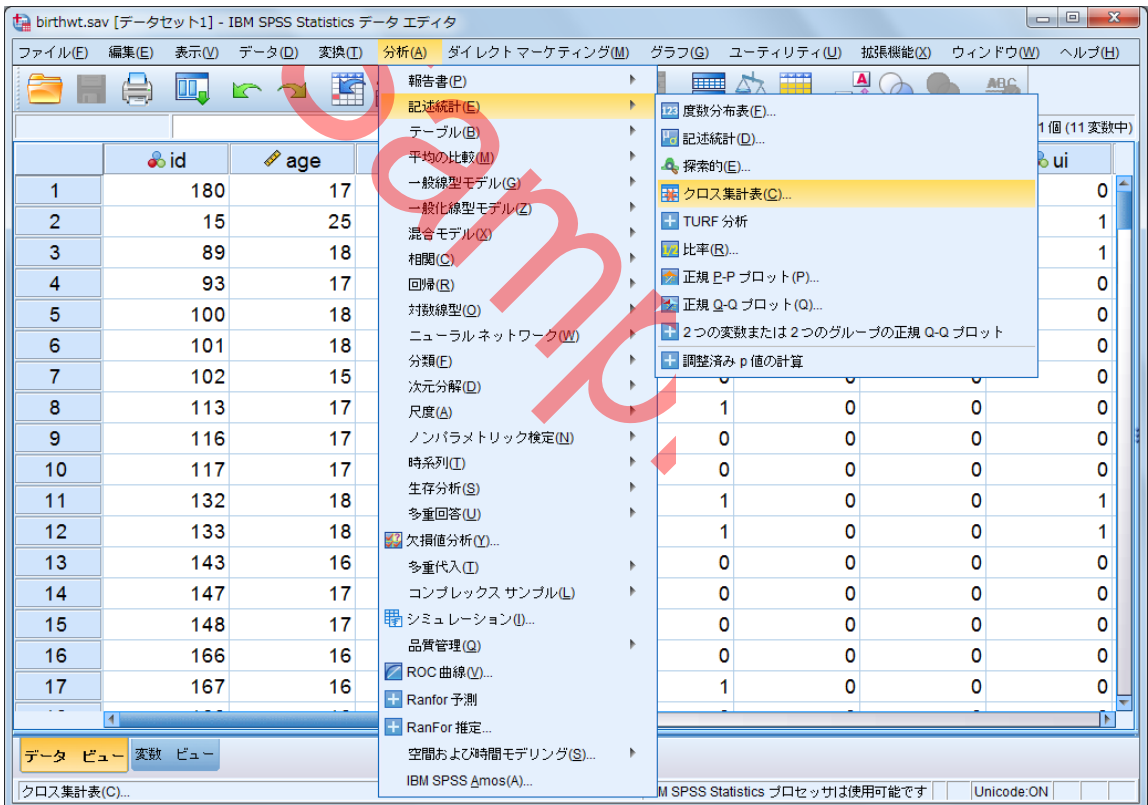 birthwt.sav [データセット1] - IBM SPSS Statistics データ エディタ
ファイル(F) 編集(E) 表示(V) データ(D) 変換(T) 分析(A) ダイレクト マーケティング(M) グラフ(G) ユーティリティ(U) 拡張機能(X) ウィンドウ(W) ヘルプ(H)
報告書(P)
記述統計(E)
テーブル(B)
平均の比較(M)
一般線型モデル(G)
一般化線型モデル(Z)
混合モデル(X)
相関(C)
回帰(R)
対数線型(O)
ニューラル ネットワーク(W)
分類(F)
次元分解(D)
尺度(A)
ノンパラメトリック検定(N)
時系列(T)
生存分析(S)
多重回答(U)
欠損値分析(Y)...
多重代入(T)
コンプレックス サンプル(L)
シミュレーション(I)...
品質管理(Q)
ROC 曲線(V)...
Ranfor 予測
RanFor 推定...
空間および時間モデリング(S)...
IBM SPSS Amos(A)...
度数分布表(F)...
記述統計(D)...
探索的(E)...
クロス集計表(C)...
TURF 分析
比率(R)...
正規 P-P プロット(P)...
正規 Q-Q プロット(Q)...
2 つの変数または 2 つのグループの正規 Q-Q プロット
調整済み p 値の計算
1 個 (11 変数中)
id age ui
1 180 17 0
2 15 25 1
3 89 18 1
4 93 17 0
5 100 18 0
6 101 18 0
7 102 15 0
8 113 17 1 0 0 0
9 116 17 0 0 0 0
10 117 17 0 0 0 0
11 132 18 1 0 0 1
12 133 18 1 0 0 1
13 143 16 0 0 0 0
14 147 17 0 0 0 0
15 148 17 0 0 0 0
16 166 16 0 0 0 0
17 167 16 1 0 0 0
データ ビュー 変数 ビュー
クロス集計表(C)... M SPSS Statistics プロセッサは使用可能です Unicode:ON
Samp